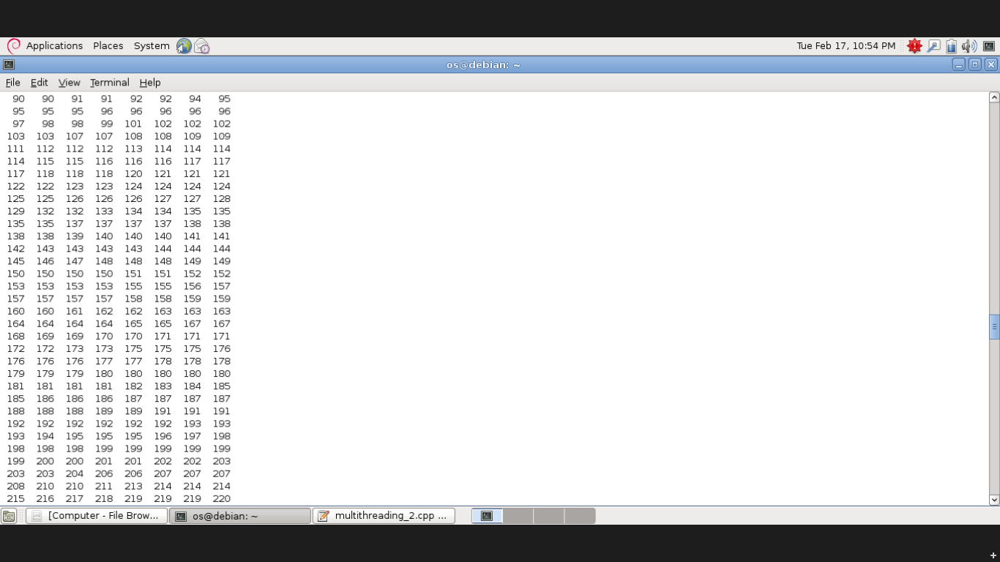 Applications Places System Tue Feb 17, 10:54 PM
os@debian: ~
File Edit View Terminal Help
90 90 91 91 92 92 94 95
95 95 95 96 96 96 96 96
97 98 98 99 101 102 102 102
103 103 107 107 108 108 109 109
111 112 112 112 113 114 114 114
114 115 115 116 116 116 117 117
117 118 118 118 120 121 121 121
122 122 123 123 124 124 124 124
125 125 126 126 126 127 127 128
129 132 132 133 134 134 135 135
135 135 137 137 137 137 138 138
138 138 139 140 140 140 141 141
142 143 143 143 143 144 144 144
145 146 147 148 148 148 149 149
150 150 150 150 151 151 152 152
153 153 153 153 155 155 156 157
157 157 157 157 158 158 159 159
160 160 161 162 162 163 163 163
164 164 164 164 165 165 167 167
168 169 169 170 170 171 171 171
172 172 173 173 175 175 175 176
176 176 176 177 177 178 178 178
179 179 179 180 180 180 180 180
181 181 181 181 182 183 184 185
185 186 186 186 187 187 187 187
188 188 188 189 189 191 191 191
192 192 192 192 192 192 193 193
193 194 195 195 195 196 197 198
198 198 198 199 199 199 199 199
199 200 200 201 201 202 202 203
203 203 204 206 206 207 207 207
208 210 210 211 213 214 214 214
215 216 217 218 219 219 219 220
[Computer - File Brow... os@debian: ~ multithreading_2.cpp ...